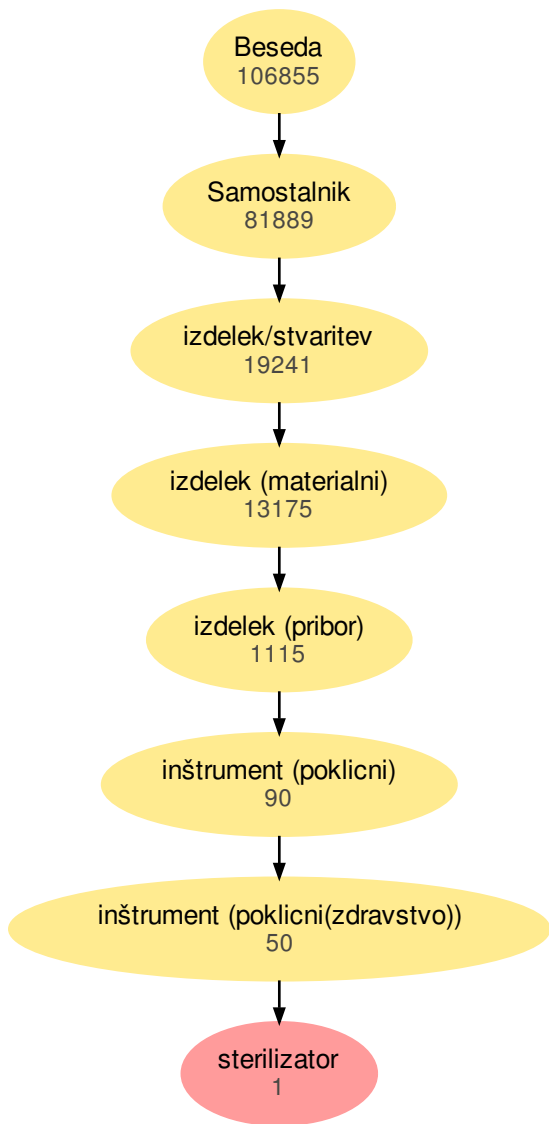 Beseda
106855
Samostalnik
81889
izdelek/stvaritev
19241
izdelek (materialni)
13175
izdelek (pribor)
1115
inštrument (poklicni)
90
inštrument (poklicni(zdravstvo))
50
sterilizator
1